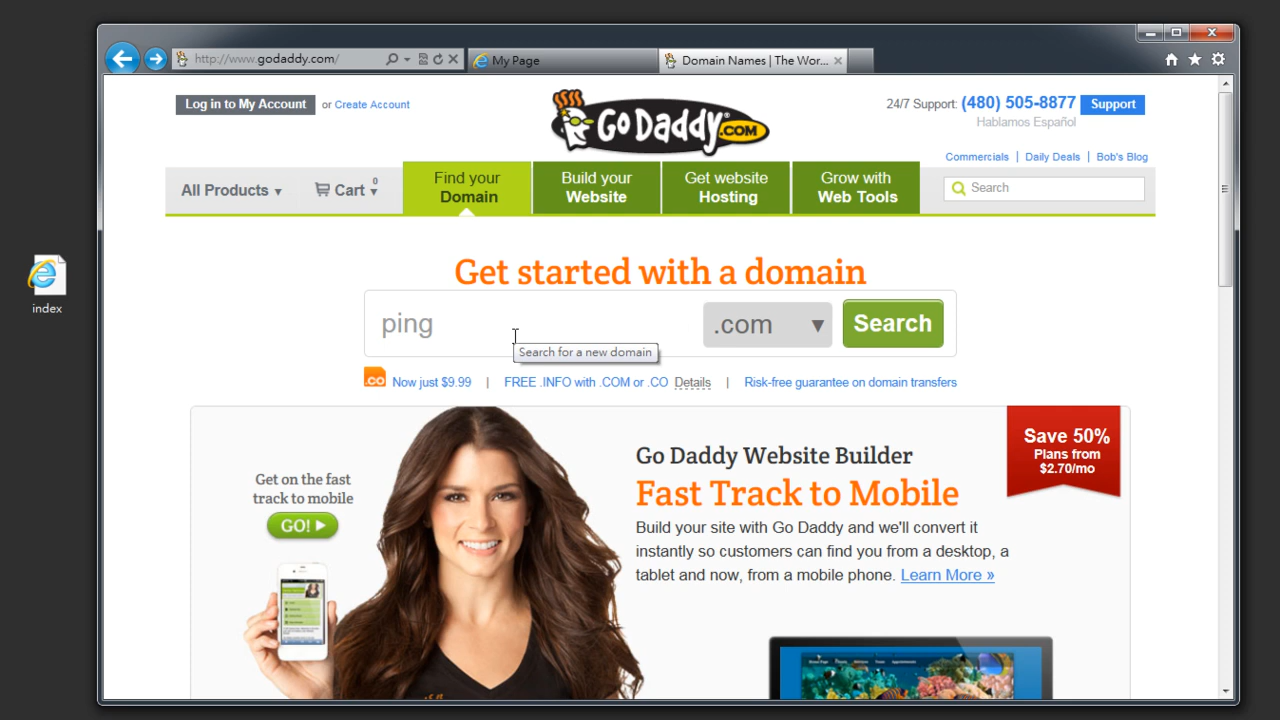 http://www.godaddy.com/
My Page
Domain Names | The Wor...
Log in to My Account or Create Account
GO DADDY.COM
24/7 Support: (480) 505-8877 Support
Hablamos Español
Commercials | Daily Deals | Bob's Blog
All Products
Cart 0
Find your Domain
Build your Website
Get website Hosting
Grow with Web Tools
Search
index
Get started with a domain
ping
.com
Search
Search for a new domain
.CO Now just $9.99 | FREE .INFO with .COM or .CO Details | Risk-free guarantee on domain transfers
Get on the fast
track to mobile
GO!
Go Daddy Website Builder
Fast Track to Mobile
Build your site with Go Daddy and we'll convert it
instantly so customers can find you from a desktop, a
tablet and now, from a mobile phone. Learn More »
Save 50%
Plans from
$2.70/mo